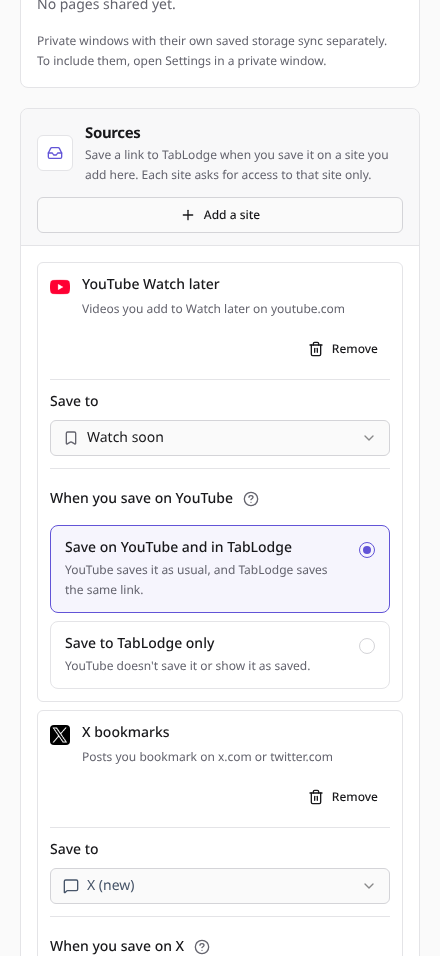 No pages shared yet.
Private windows with their own saved storage sync separately.
To include them, open Settings in a private window.
Sources
Save a link to TabLodge when you save it on a site you
add here. Each site asks for access to that site only.
Add a site
YouTube Watch later
Videos you add to Watch later on youtube.com
Remove
Save to
Watch soon
When you save on YouTube
Save on YouTube and in TabLodge
YouTube saves it as usual, and TabLodge saves
the same link.
Save to TabLodge only
YouTube doesn't save it or show it as saved.
X bookmarks
Posts you bookmark on x.com or twitter.com
Remove
Save to
X (new)
When you save on X